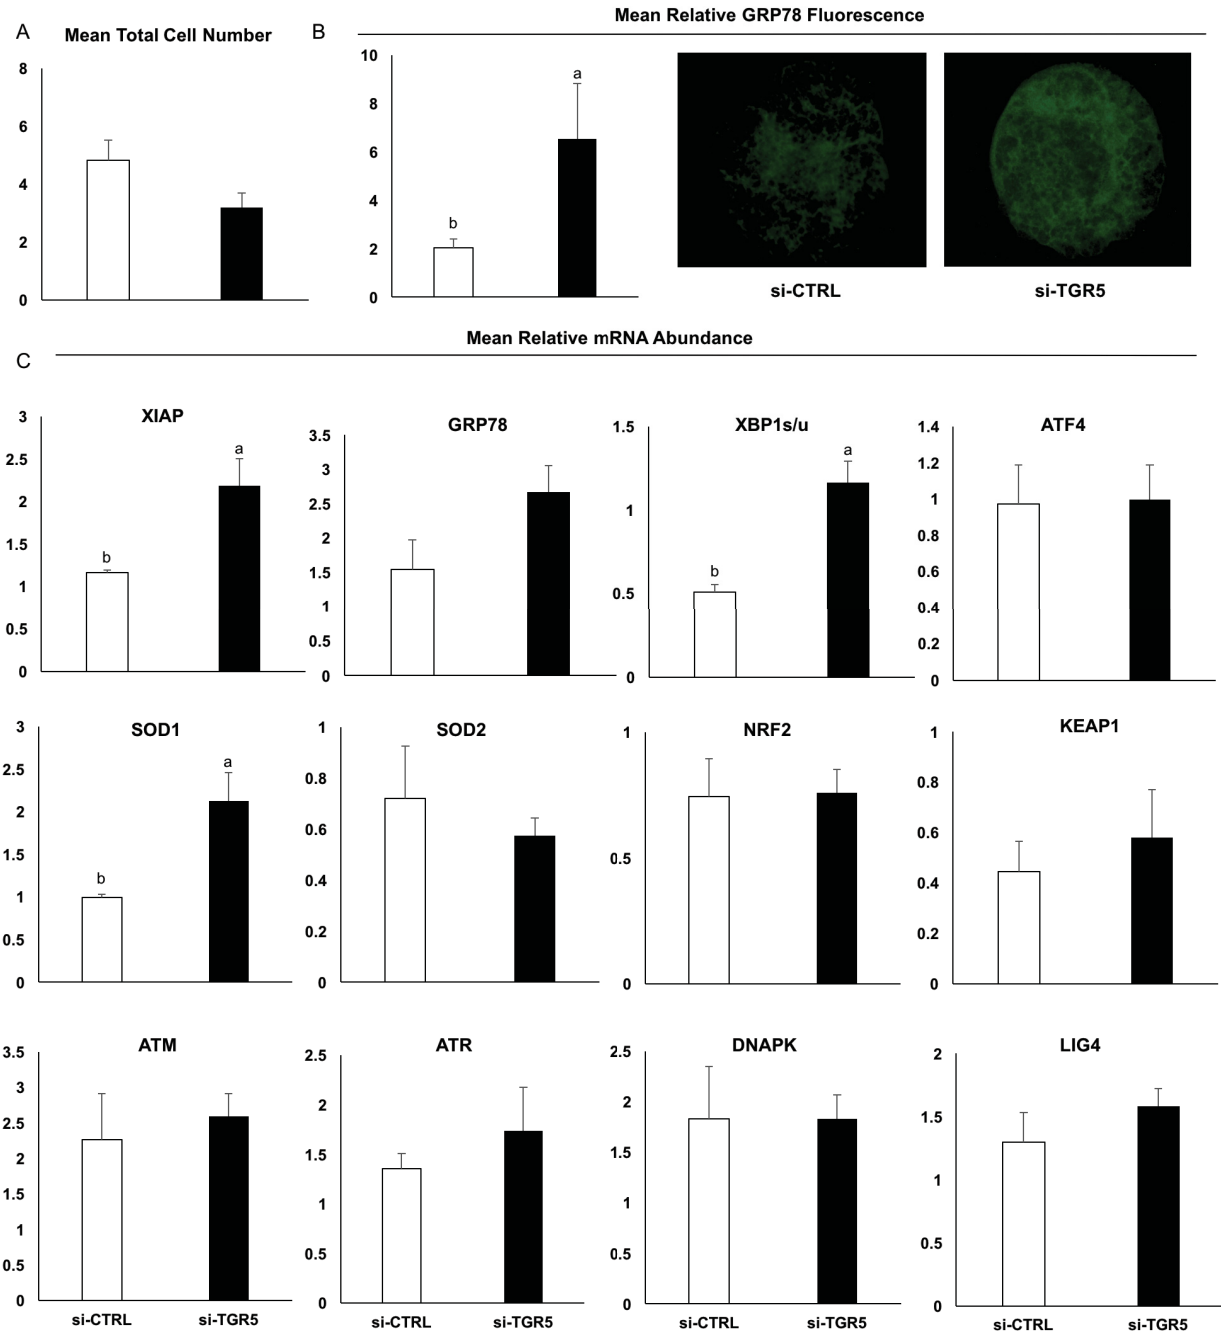 A
Mean Total Cell Number
8
6
4
2
0
B
Mean Relative GRP78 Fluorescence
10
8
6
4
2
0
b
a
si-CTRL
si-TGR5
Mean Relative mRNA Abundance
C
XIAP
3
2.5
2
1.5
1
0.5
0
b
a
GRP78
3.5
3
2.5
2
1.5
1
0.5
0
XBP1s/u
1.5
1
0.5
0
b
a
ATF4
1.4
1.2
1
0.8
0.6
0.4
0.2
0
SOD1
3
2.5
2
1.5
1
0.5
0
b
a
SOD2
1
0.8
0.6
0.4
0.2
0
NRF2
1
0.5
0
KEAP1
1
0.8
0.6
0.4
0.2
0
ATM
3.5
3
2.5
2
1.5
1
0.5
0
si-CTRL
si-TGR5
ATR
2.5
2
1.5
1
0.5
0
si-CTRL
si-TGR5
DNAPK
2.5
2
1.5
1
0.5
0
si-CTRL
si-TGR5
LIG4
2
1.5
1
0.5
0
si-CTRL
si-TGR5